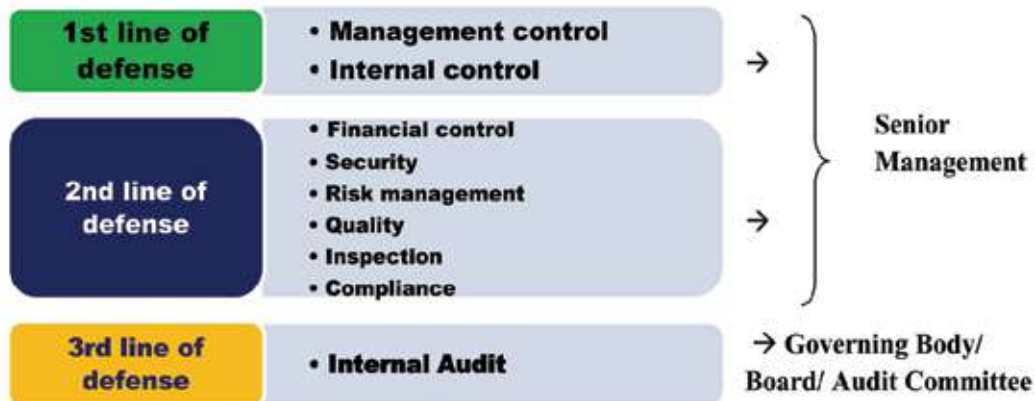 1st line of
defense
• Management control
• Internal control
→
2nd line of
defense
• Financial control
• Security
• Risk management
• Quality
• Inspection
• Compliance
→
Senior
Management
3rd line of
defense
• Internal Audit
→ Governing Body/
Board/ Audit Committee